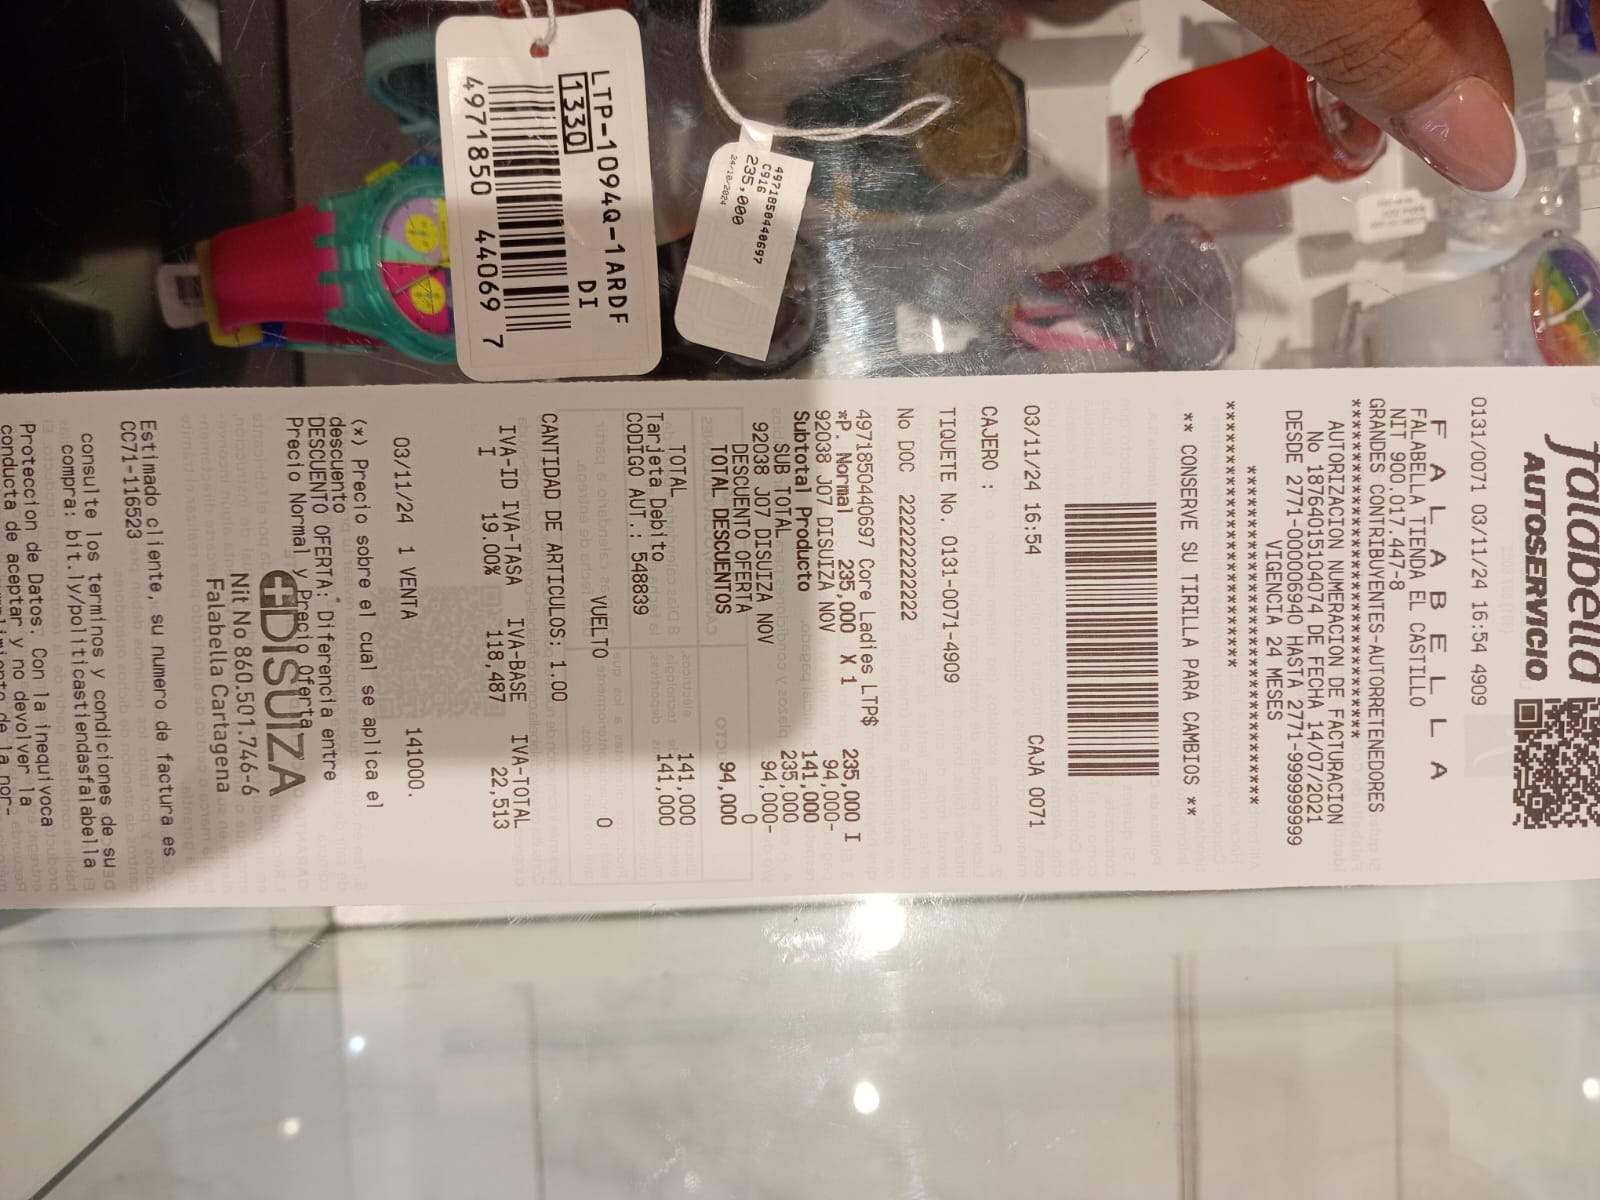 LTP-1094Q-1ARDF
1330 DI
4971850 44069 7
4971850440697
C916
235,000
24/10/2024
falabella
AUTOSERVICIO
0131/0071 03/11/24 16:54 4909
F A L A B E L L A
FALABELLA TIENDA EL CASTILLO
NIT 900.017.447-8
GRANDES CONTRIBUYENTES-AUTORRETENEDORES
****************************************
AUTORIZACION NUMERACION DE FACTURACION
No 18764015104074 DE FECHA 14/07/2021
DESDE 2771-000006940 HASTA 2771-999999999
VIGENCIA 24 MESES
****************************************
****************************************
** CONSERVE SU TIRILLA PARA CAMBIOS **
03/11/24 16:54 CAJA 0071
CAJERO :
TIQUETE No. 0131-0071-4909
No DOC 222222222222
4971850440697 Core Ladies LTP$ 235,000 I
*P. Normal 235,000 X 1 94,000-
92038 J07 DISUIZA NOV
Subtotal Producto 141,000
SUB TOTAL 235,000
92038 J07 DISUIZA NOV 94,000-
DESCUENTO OFERTA 0
TOTAL DESCUENTOS 94,000
TOTAL 141,000
Tarjeta Debito 141,000
CODIGO AUT.: 548839
VUELTO 0
CANTIDAD DE ARTICULOS: 1.00
IVA-ID IVA-TASA IVA-BASE IVA-TOTAL
I 19.00% 118,487 22,513
03/11/24 1 VENTA 141000.
(*) Precio sobre el cual se aplica el
descuento
DESCUENTO OFERTA: Diferencia entre
Precio Normal y Precio Oferta
DISUIZA
Nit No 860.501.746-6
Falabella Cartagena
Estimado cliente, su numero de factura es
CC71-116523
consulte los terminos y condiciones de su
compra: bit.ly/politicastiendasfalabella
Proteccion de Datos. Con la inequivoca
conducta de aceptar y no devolver la